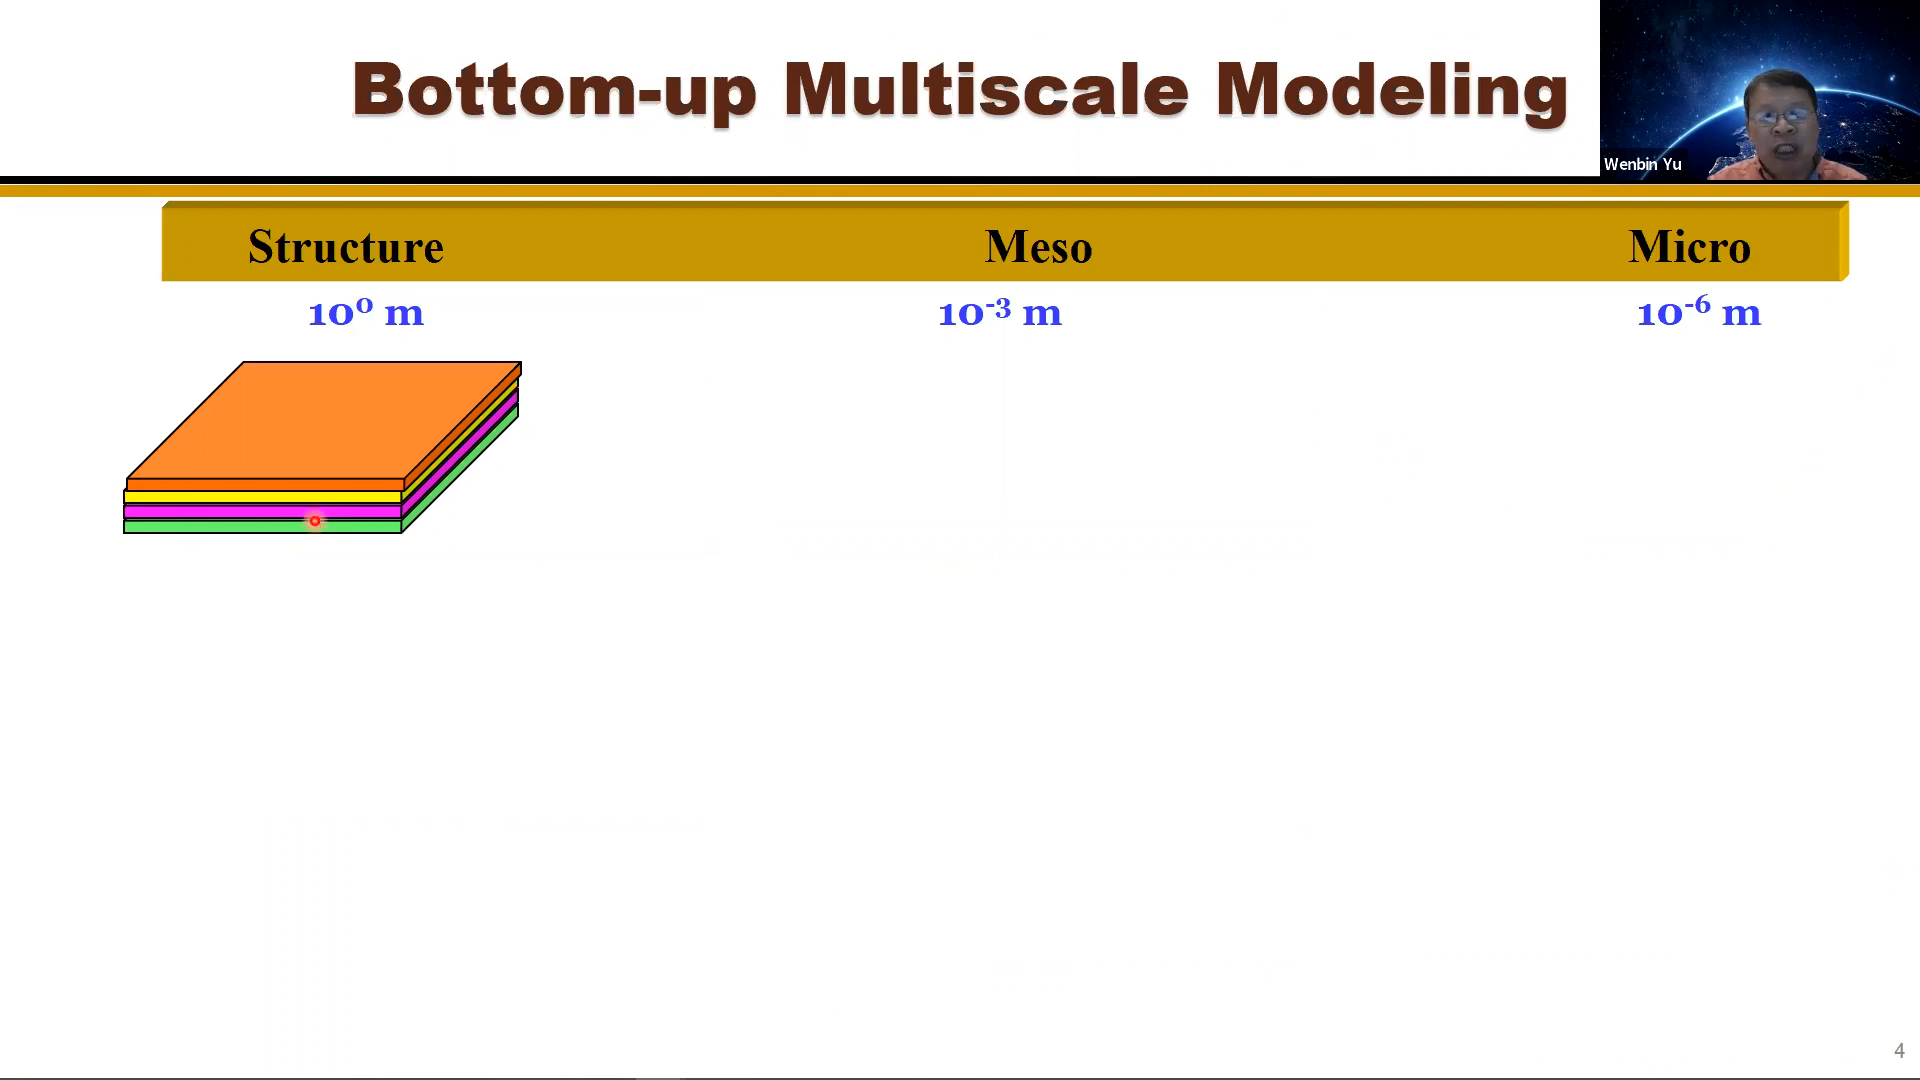 Bottom-up Multiscale Modeling
Wenbin Yu
Structure Meso Micro
10⁰ m 10⁻³ m 10⁻⁶ m
4